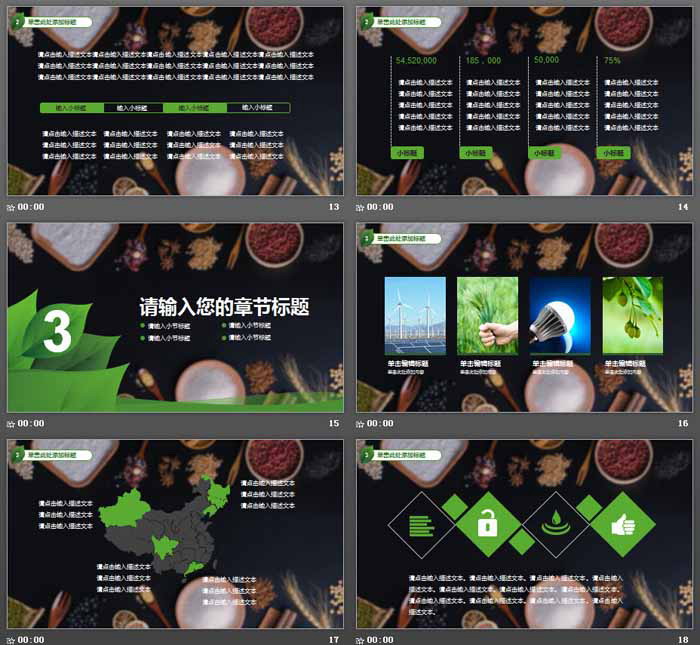 2 单击此处添加标题
请点击输入描述文本请点击输入描述文本请点击输入描述文本请点击输入描述文本请点击输入描述文本
请点击输入描述文本请点击输入描述文本请点击输入描述文本请点击输入描述文本请点击输入描述文本
请点击输入描述文本请点击输入描述文本请点击输入描述文本请点击输入描述文本请点击输入描述文本
输入小标题 输入小标题 输入小标题 输入小标题
请点击输入描述文本 请点击输入描述文本 请点击输入描述文本 请点击输入描述文本
请点击输入描述文本 请点击输入描述文本 请点击输入描述文本 请点击输入描述文本
请点击输入描述文本 请点击输入描述文本 请点击输入描述文本 请点击输入描述文本
00:00 13
2 单击此处添加标题
54,520,000 185，000 50,000 75%
请点击输入描述文本 请点击输入描述文本 请点击输入描述文本 请点击输入描述文本
请点击输入描述文本 请点击输入描述文本 请点击输入描述文本 请点击输入描述文本
请点击输入描述文本 请点击输入描述文本 请点击输入描述文本 请点击输入描述文本
请点击输入描述文本 请点击输入描述文本 请点击输入描述文本 请点击输入描述文本
请点击输入描述文本 请点击输入描述文本 请点击输入描述文本 请点击输入描述文本
小标题 小标题 小标题 小标题
00:00 14
3
请输入您的章节标题
请输入小节标题 请输入小节标题
请输入小节标题 请输入小节标题
00:00 15
3 单击此处添加标题
单击编辑标题 单击编辑标题 单击编辑标题 单击编辑标题
单击此处添加内容 单击此处添加内容 单击此处添加内容 单击此处添加内容
00:00 16
3 单击此处添加标题
请点击输入描述文本
请点击输入描述文本
请点击输入描述文本
请点击输入描述文本
请点击输入描述文本
请点击输入描述文本
请点击输入描述文本
请点击输入描述文本
请点击输入描述文本
请点击输入描述文本
请点击输入描述文本
请点击输入描述文本
00:00 17
3 单击此处添加标题
请点击输入描述文本。请点击输入描述文本。请点击输入描述文本。请点击输入
描述文本。请点击输入描述文本。请点击输入描述文本。请点击输入描述文本。
请点击输入描述文本。请点击输入描述文本。请点击输入描述文本。请点击输入
描述文本。
00:00 18